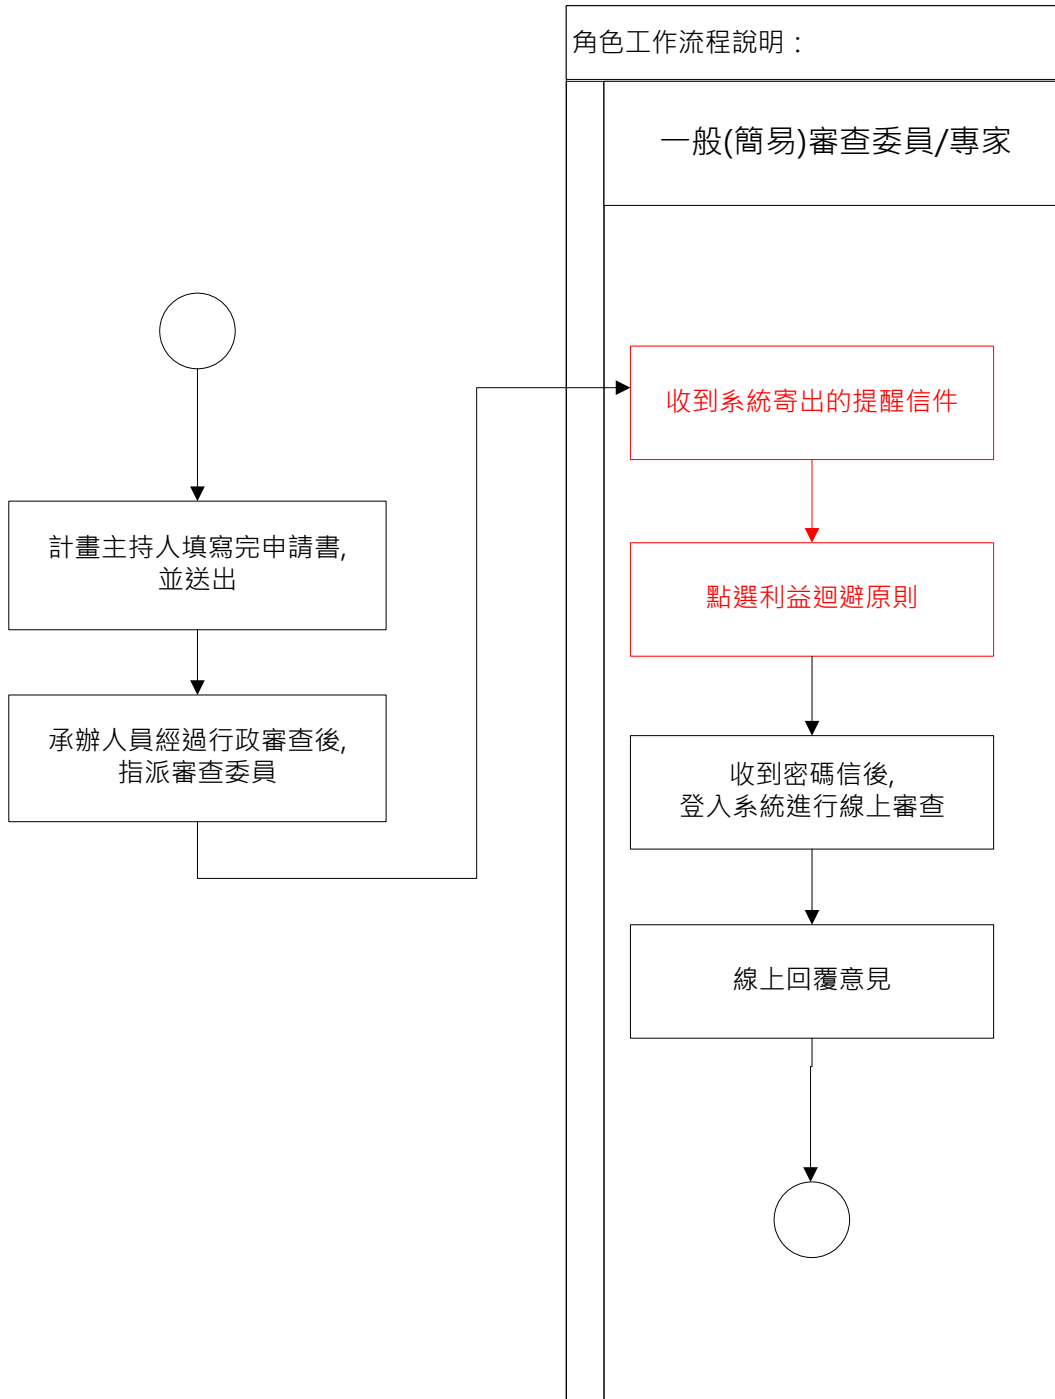 角色工作流程說明：
一般(簡易)審查委員/專家
計畫主持人填寫完申請書,
並送出
承辦人員經過行政審查後,
指派審查委員
收到系統寄出的提醒信件
點選利益迴避原則
收到密碼信後,
登入系統進行線上審查
線上回覆意見